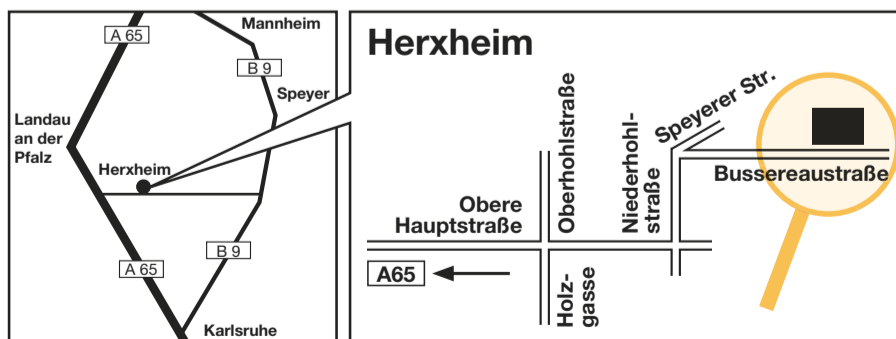 Mannheim
A 65
B 9
Speyer
Landau
an der
Pfalz
Herxheim
B 9
A 65
Karlsruhe
Herxheim
Oberhohlstraße
Niederhohl-
straße
Speyerer Str.
Bussereaustraße
Obere
Hauptstraße
A65
Holz-
gasse